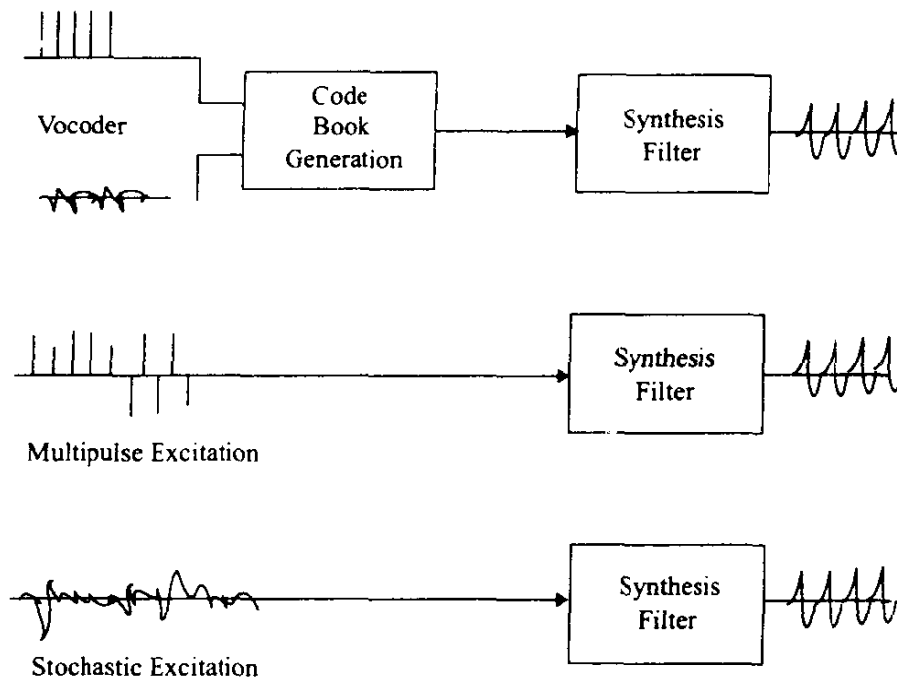 Vocoder
Code
Book
Generation
Synthesis
Filter
Multipulse Excitation
Synthesis
Filter
Stochastic Excitation
Synthesis
Filter